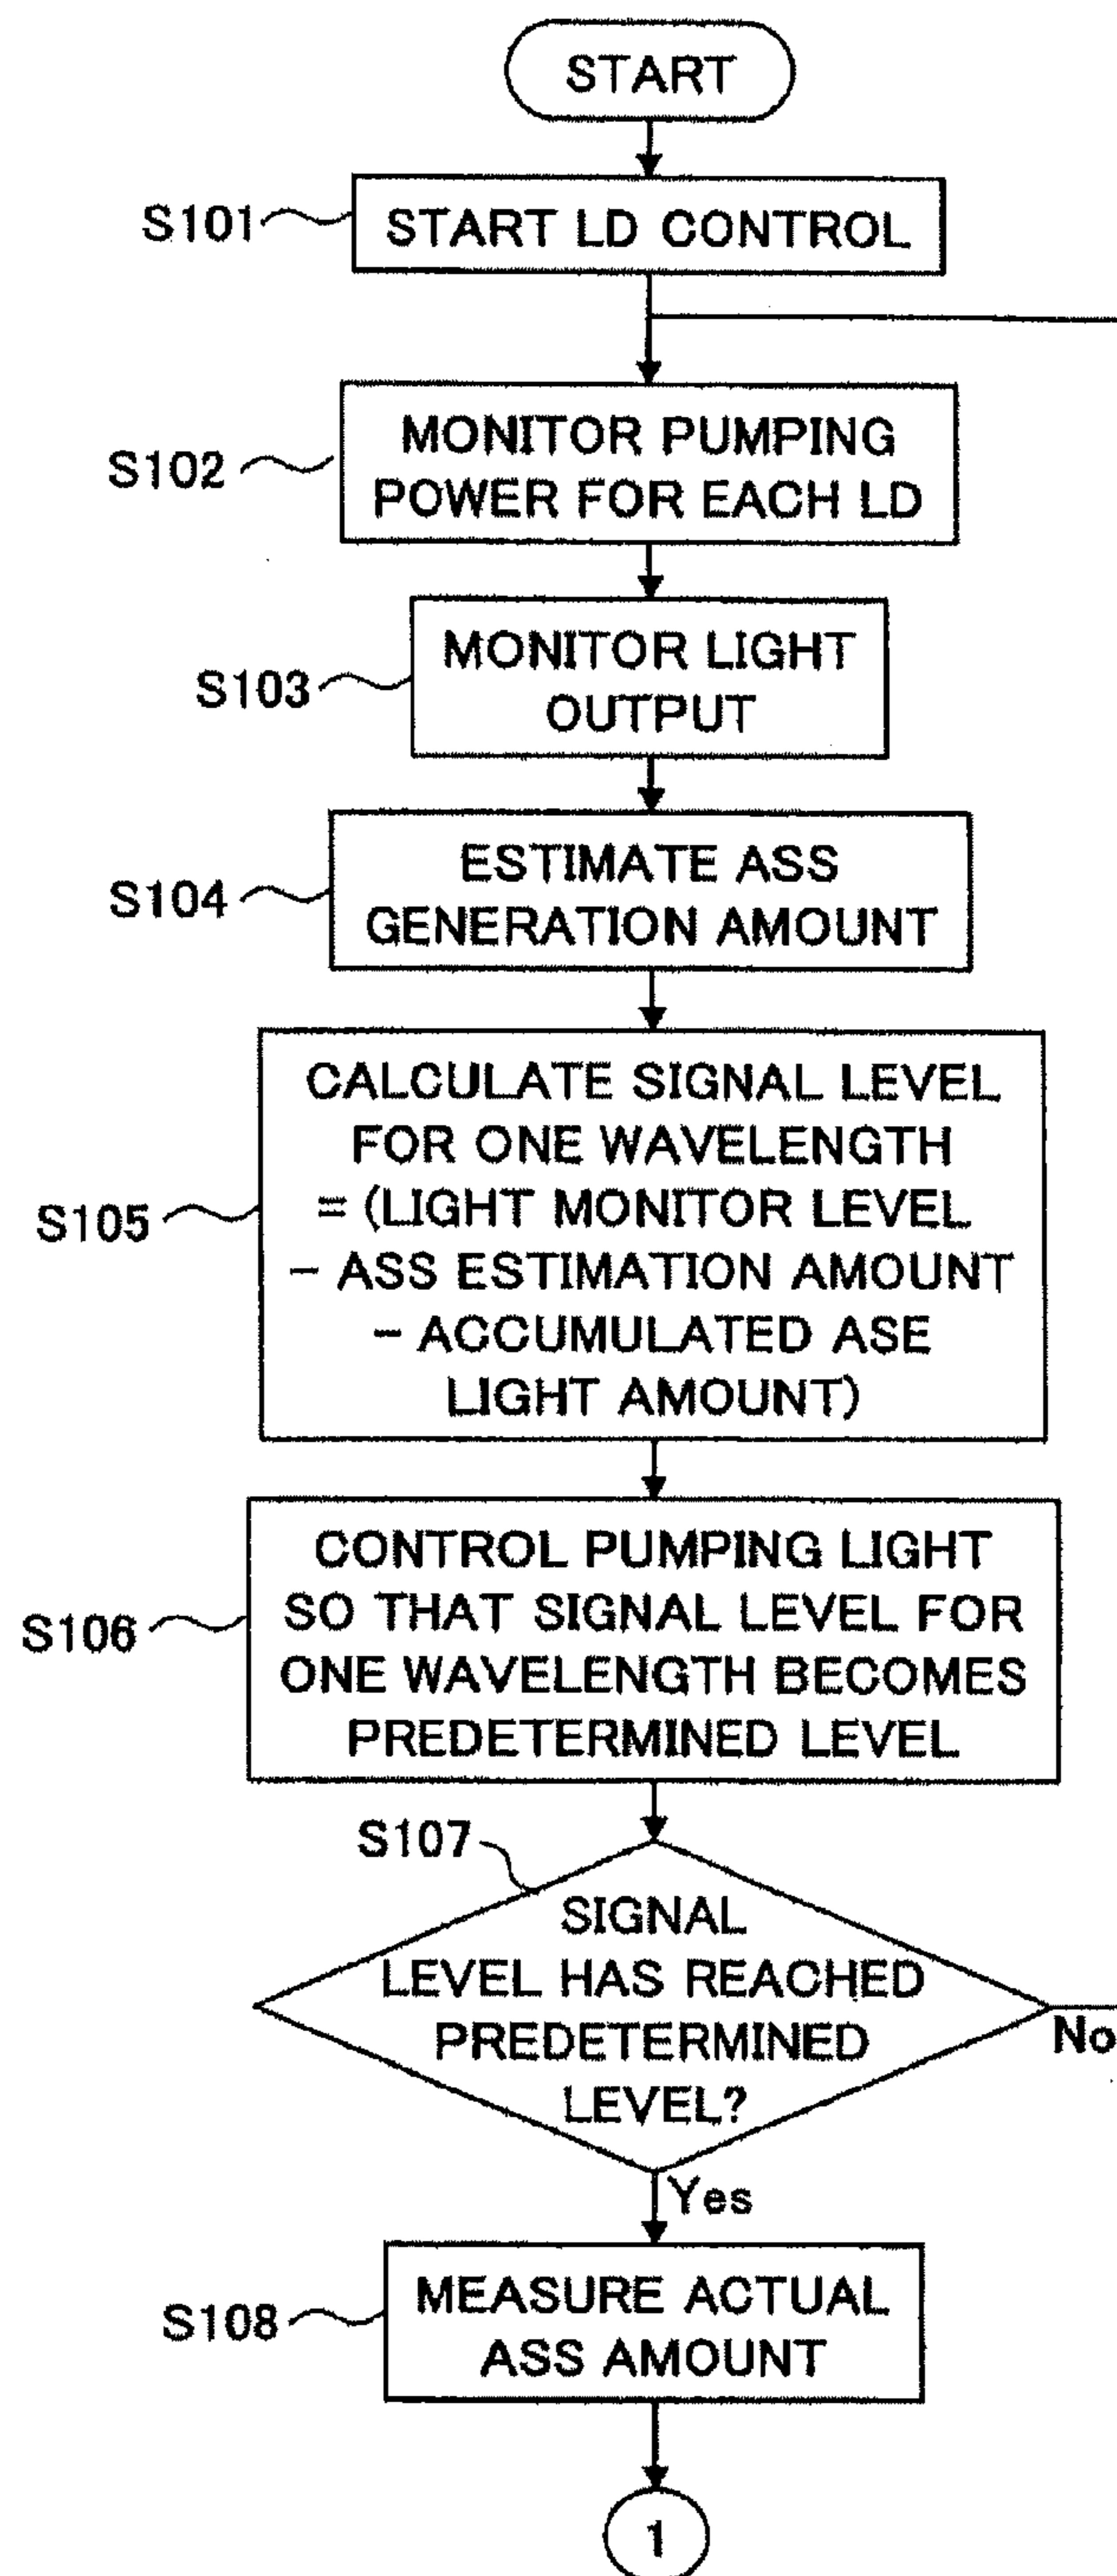 START
S101
START LD CONTROL
S102
MONITOR PUMPING
POWER FOR EACH LD
S103
MONITOR LIGHT
OUTPUT
S104
ESTIMATE ASS
GENERATION AMOUNT
S105
CALCULATE SIGNAL LEVEL
FOR ONE WAVELENGTH
= (LIGHT MONITOR LEVEL
- ASS ESTIMATION AMOUNT
- ACCUMULATED ASE
LIGHT AMOUNT)
S106
CONTROL PUMPING LIGHT
SO THAT SIGNAL LEVEL FOR
ONE WAVELENGTH BECOMES
PREDETERMINED LEVEL
S107
SIGNAL
LEVEL HAS REACHED
PREDETERMINED
LEVEL?
No
Yes
S108
MEASURE ACTUAL
ASS AMOUNT
1